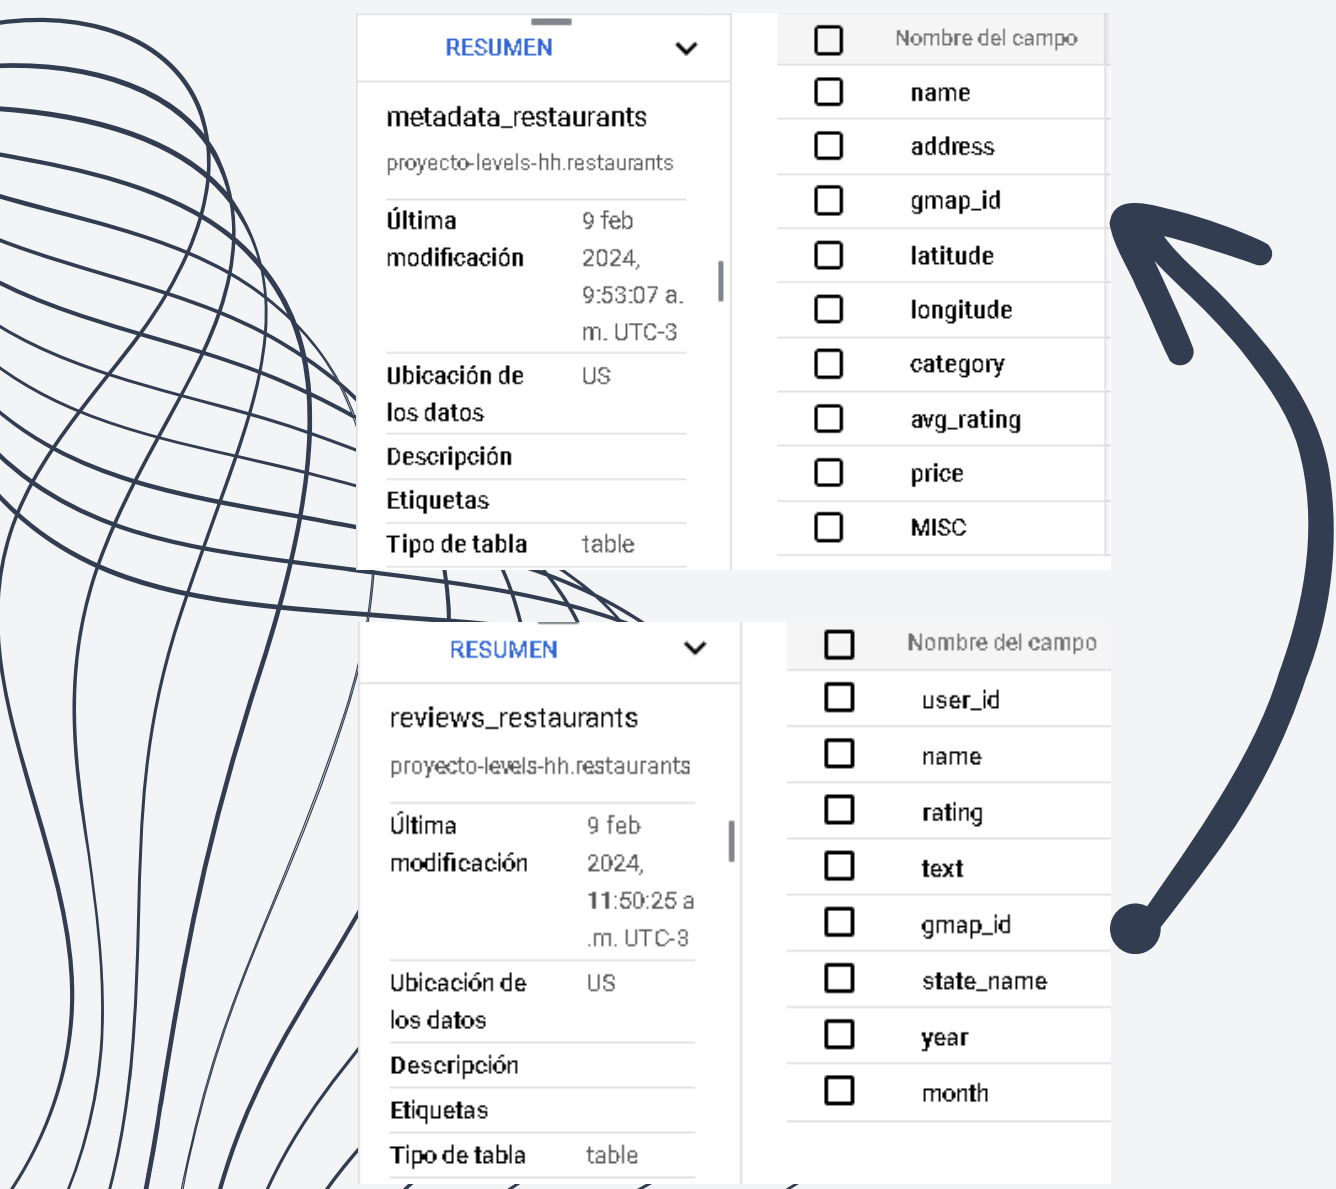 RESUMEN
metadata_restaurants
proyecto-levels-hh.restaurants
Última modificación
9 feb 2024, 9:53:07 a. m. UTC-3
Ubicación de los datos
US
Descripción
Etiquetas
Tipo de tabla
table
Nombre del campo
name
address
gmap_id
latitude
longitude
category
avg_rating
price
MISC
RESUMEN
reviews_restaurants
proyecto-levels-hh.restaurants
Última modificación
9 feb 2024, 11:50:25 a .m. UTC-3
Ubicación de los datos
US
Descripción
Etiquetas
Tipo de tabla
table
Nombre del campo
user_id
name
rating
text
gmap_id
state_name
year
month